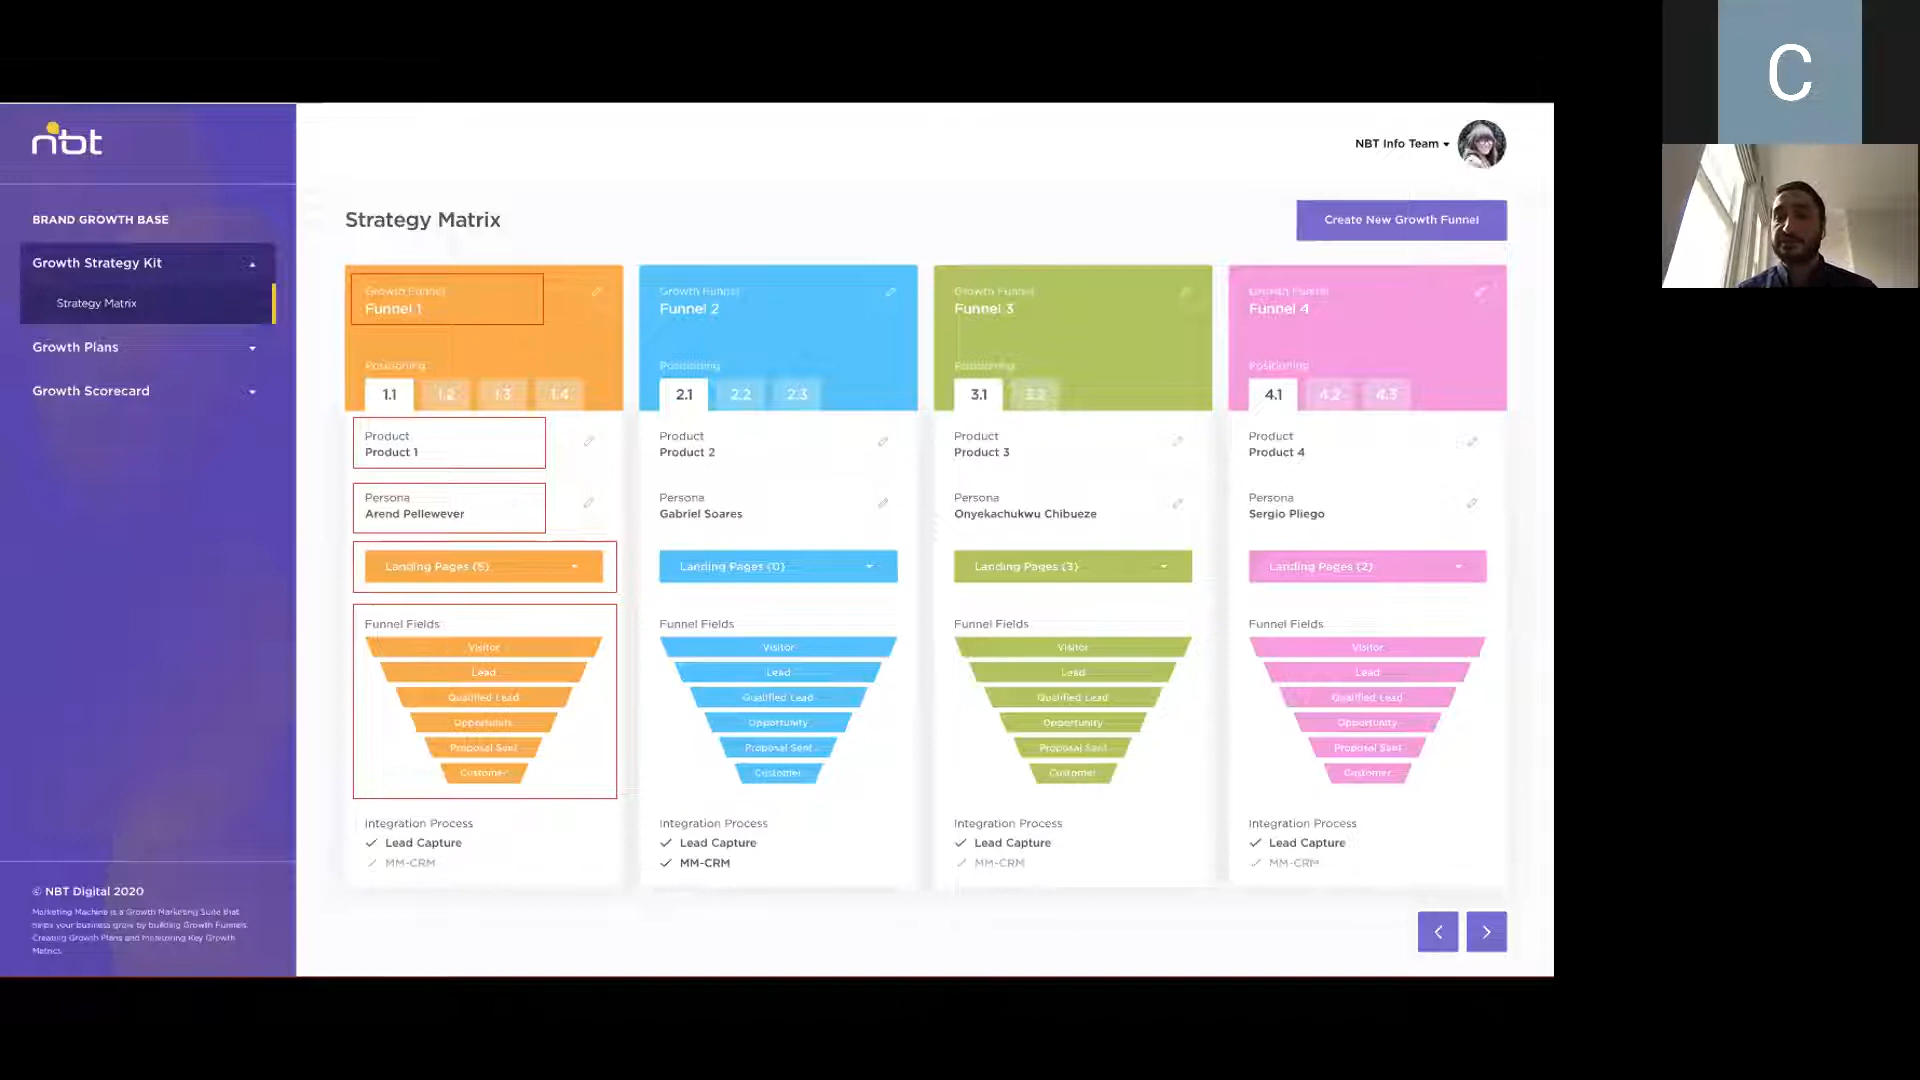 C
nbt
NBT Info Team
BRAND GROWTH BASE
Growth Strategy Kit
Strategy Matrix
Growth Plans
Growth Scorecard
© NBT Digital 2020
Marketing Machine is a Growth Marketing Suite that
helps your business grow by building Growth Funnels.
Creating Growth Plans and Monitoring Key Growth
Metrics.
Strategy Matrix
Create New Growth Funnel
Growth Funnel
Funnel 1
Positioning
1.1 1.2 1.3 1.4
Product
Product 1
Persona
Arend Pellewever
Landing Pages (5)
Funnel Fields
Visitor
Lead
Qualified Lead
Opportunity
Proposal Sent
Customer
Integration Process
Lead Capture
MM-CRM
Growth Funnel
Funnel 2
Positioning
2.1 2.2 2.3
Product
Product 2
Persona
Gabriel Soares
Landing Pages (0)
Funnel Fields
Visitor
Lead
Qualified Lead
Opportunity
Proposal Sent
Customer
Integration Process
Lead Capture
MM-CRM
Growth Funnel
Funnel 3
Positioning
3.1 3.2
Product
Product 3
Persona
Onyekachukwu Chibueze
Landing Pages (3)
Funnel Fields
Visitor
Lead
Qualified Lead
Opportunity
Proposal Sent
Customer
Integration Process
Lead Capture
MM-CRM
Growth Funnel
Funnel 4
Positioning
4.1 4.2 4.3
Product
Product 4
Persona
Sergio Pliego
Landing Pages (2)
Funnel Fields
Visitor
Lead
Qualified Lead
Opportunity
Proposal Sent
Customer
Integration Process
Lead Capture
MM-CRM